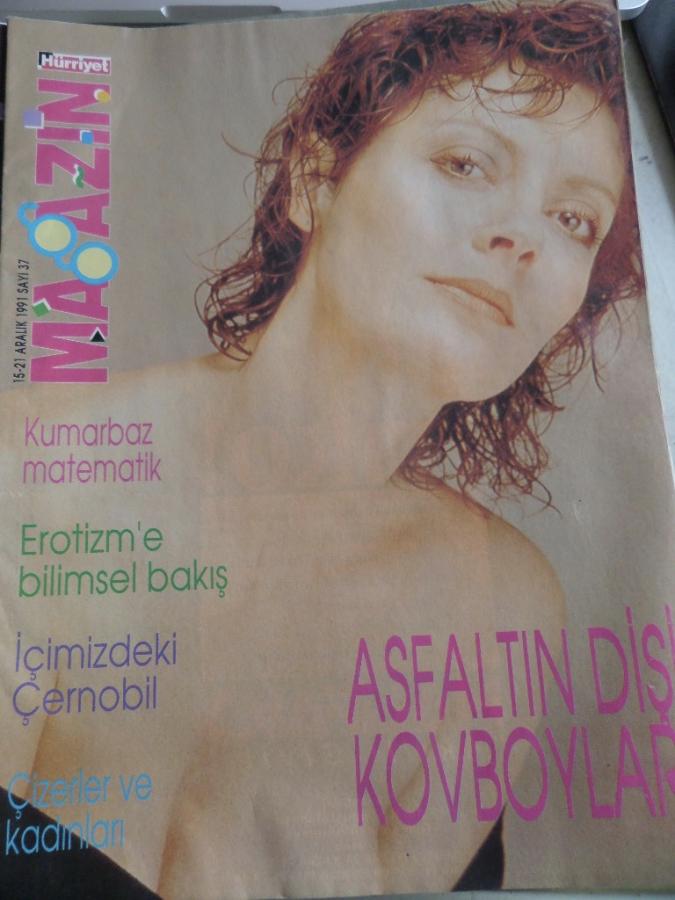 Hürriyet
MAGAZİN
15-21 ARALIK 1991 SAYI 37
Kumarbaz
matematik
Erotizm'e
bilimsel bakış
İçimizdeki
Çernobil
Çizerler ve
kadınları
ASFALTIN DİŞİ
KOVBOYLAR